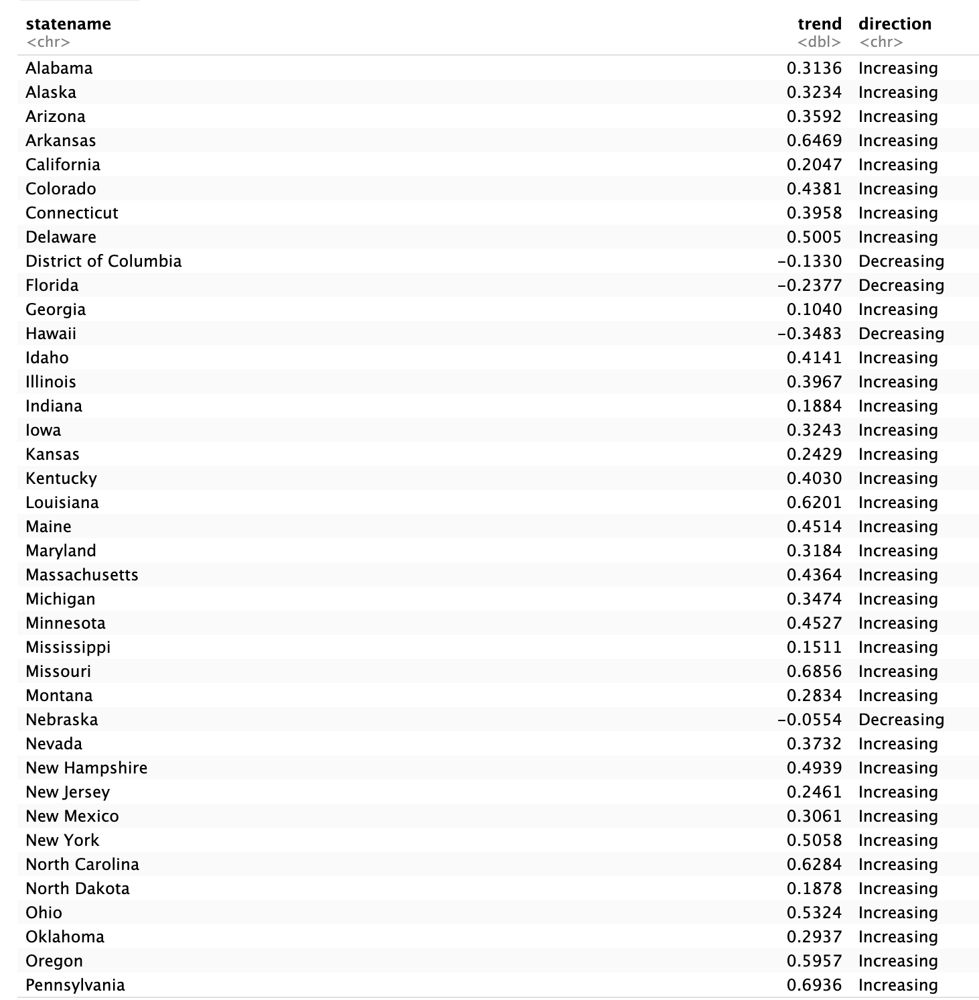 statename trend direction
<chr> <dbl> <chr>
Alabama 0.3136 Increasing
Alaska 0.3234 Increasing
Arizona 0.3592 Increasing
Arkansas 0.6469 Increasing
California 0.2047 Increasing
Colorado 0.4381 Increasing
Connecticut 0.3958 Increasing
Delaware 0.5005 Increasing
District of Columbia −0.1330 Decreasing
Florida −0.2377 Decreasing
Georgia 0.1040 Increasing
Hawaii −0.3483 Decreasing
Idaho 0.4141 Increasing
Illinois 0.3967 Increasing
Indiana 0.1884 Increasing
Iowa 0.3243 Increasing
Kansas 0.2429 Increasing
Kentucky 0.4030 Increasing
Louisiana 0.6201 Increasing
Maine 0.4514 Increasing
Maryland 0.3184 Increasing
Massachusetts 0.4364 Increasing
Michigan 0.3474 Increasing
Minnesota 0.4527 Increasing
Mississippi 0.1511 Increasing
Missouri 0.6856 Increasing
Montana 0.2834 Increasing
Nebraska −0.0554 Decreasing
Nevada 0.3732 Increasing
New Hampshire 0.4939 Increasing
New Jersey 0.2461 Increasing
New Mexico 0.3061 Increasing
New York 0.5058 Increasing
North Carolina 0.6284 Increasing
North Dakota 0.1878 Increasing
Ohio 0.5324 Increasing
Oklahoma 0.2937 Increasing
Oregon 0.5957 Increasing
Pennsylvania 0.6936 Increasing